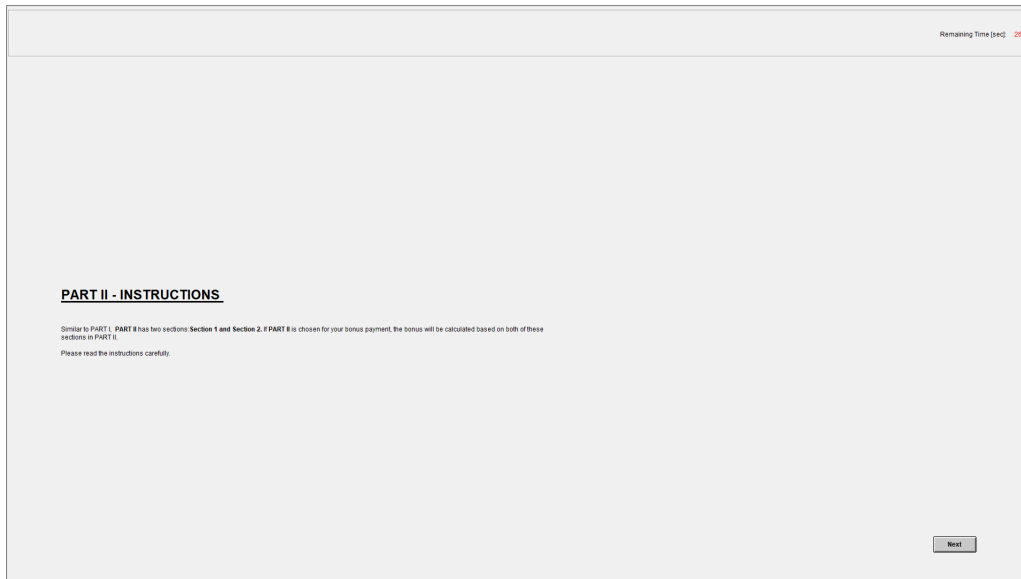 Remaining Time [sec]: 26
PART II - INSTRUCTIONS
Similar to PART I, PART II has two sections: Section 1 and Section 2. If PART II is chosen for your bonus payment, the bonus will be calculated based on both of these
sections in PART II.
Please read the instructions carefully.
Next